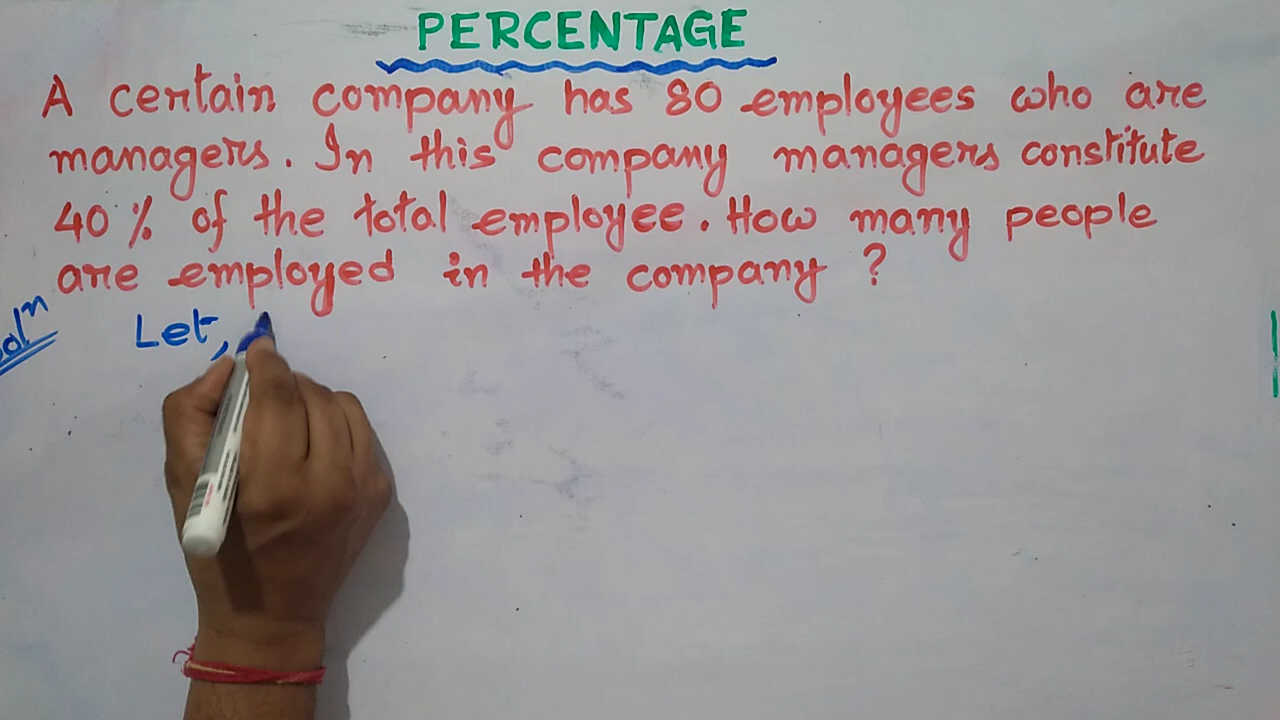 PERCENTAGE
A certain company has 80 employees who are
managers. In this company managers constitute
40% of the total employee. How many people
are employed in the company ?
Let,